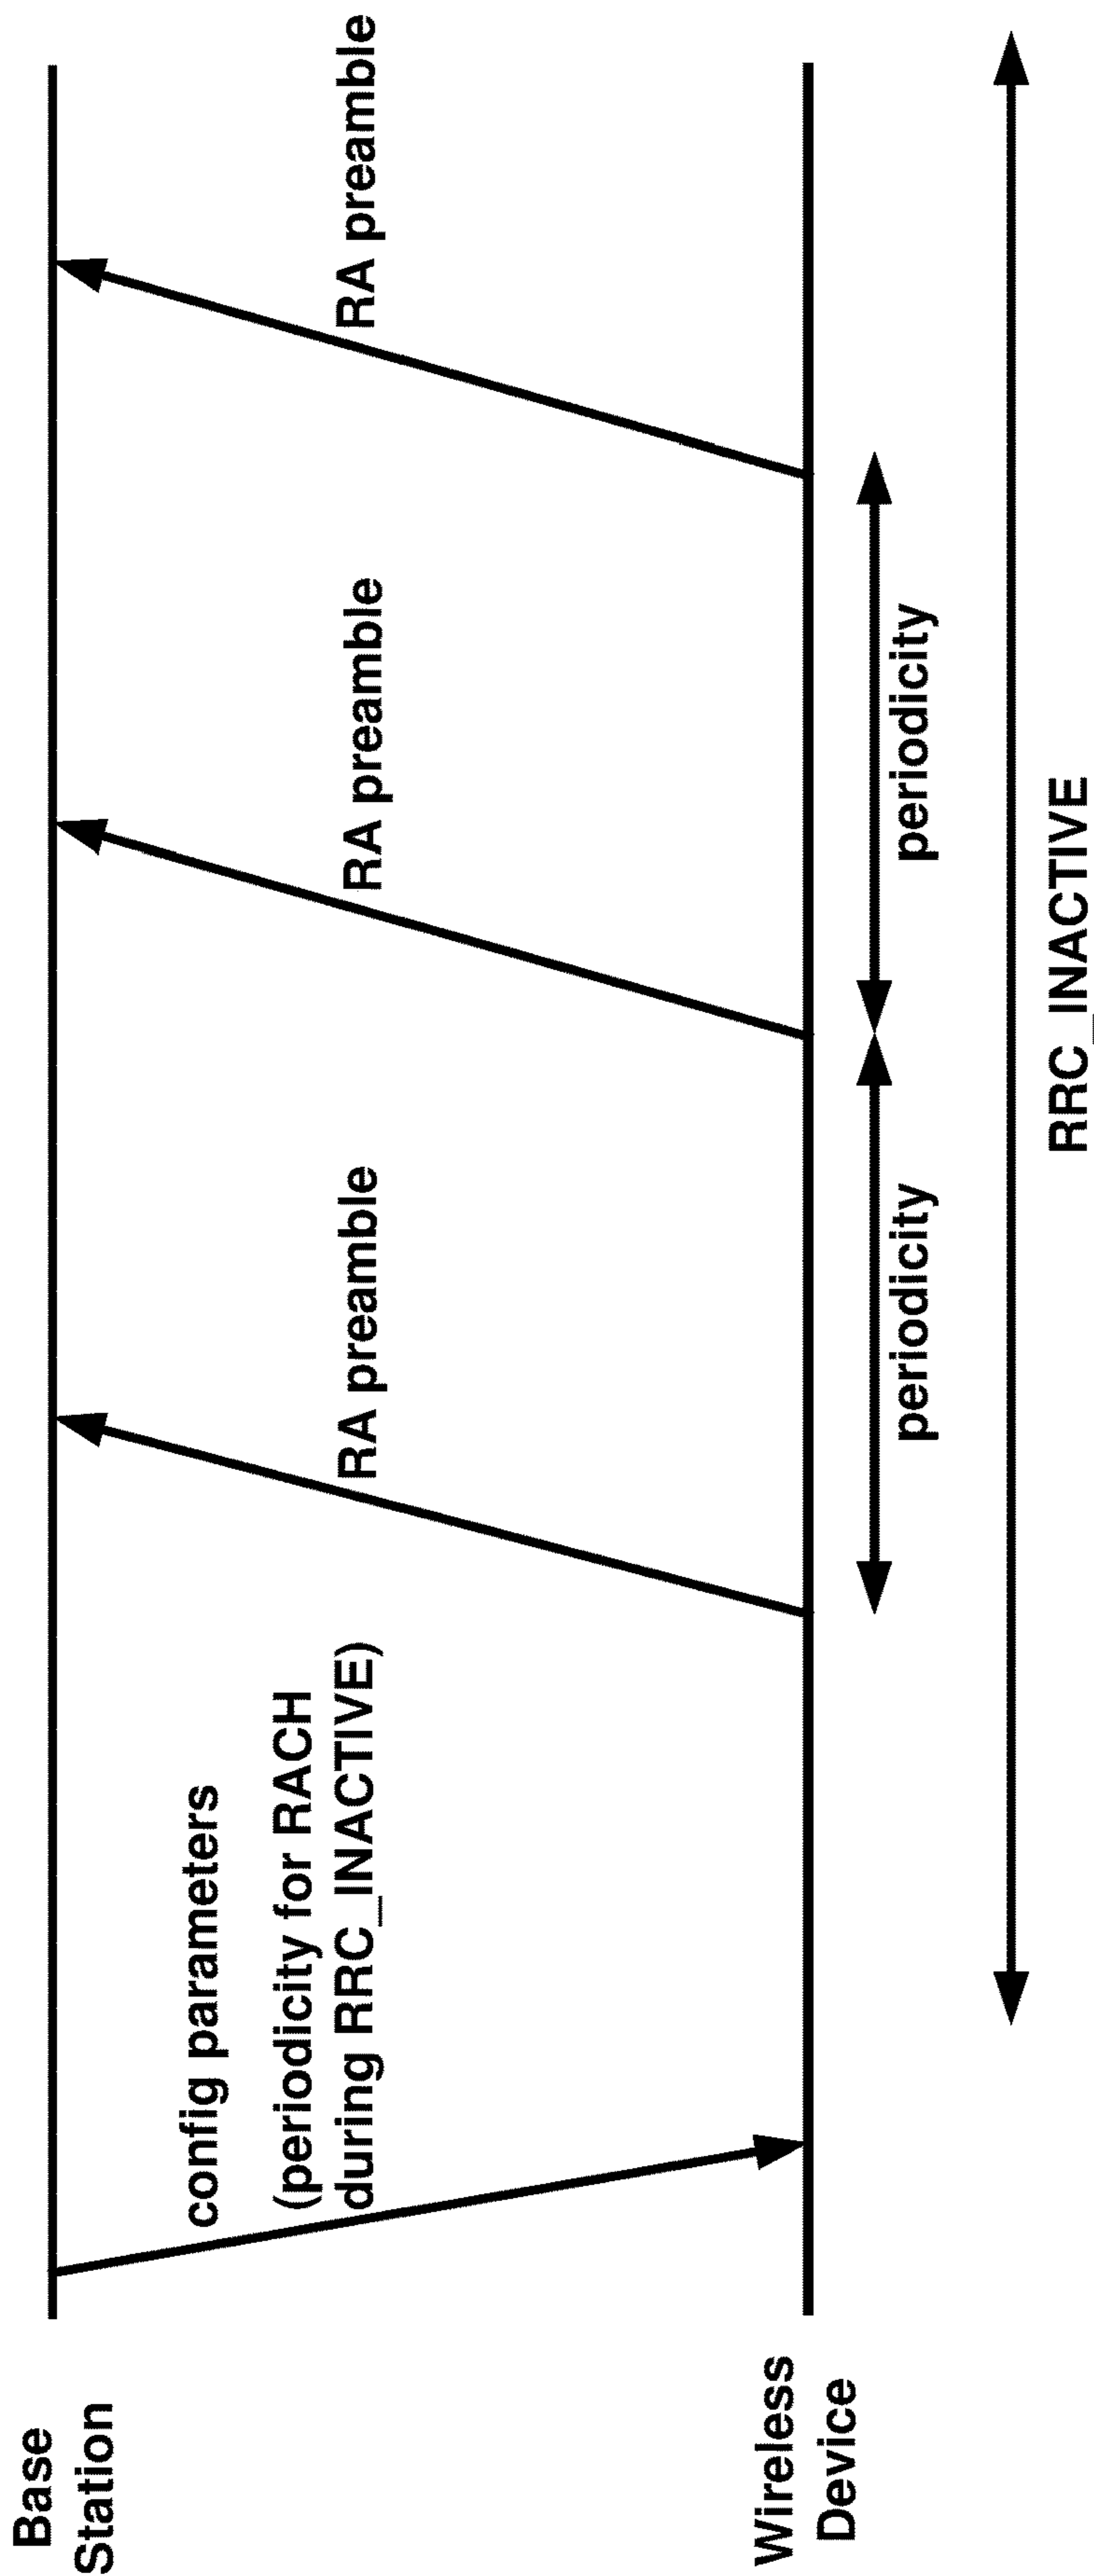 Base
Station
config parameters
(periodicity for RACH
during RRC_INACTIVE)
RA preamble
RA preamble
RA preamble
Wireless
Device
periodicity
periodicity
RRC_INACTIVE